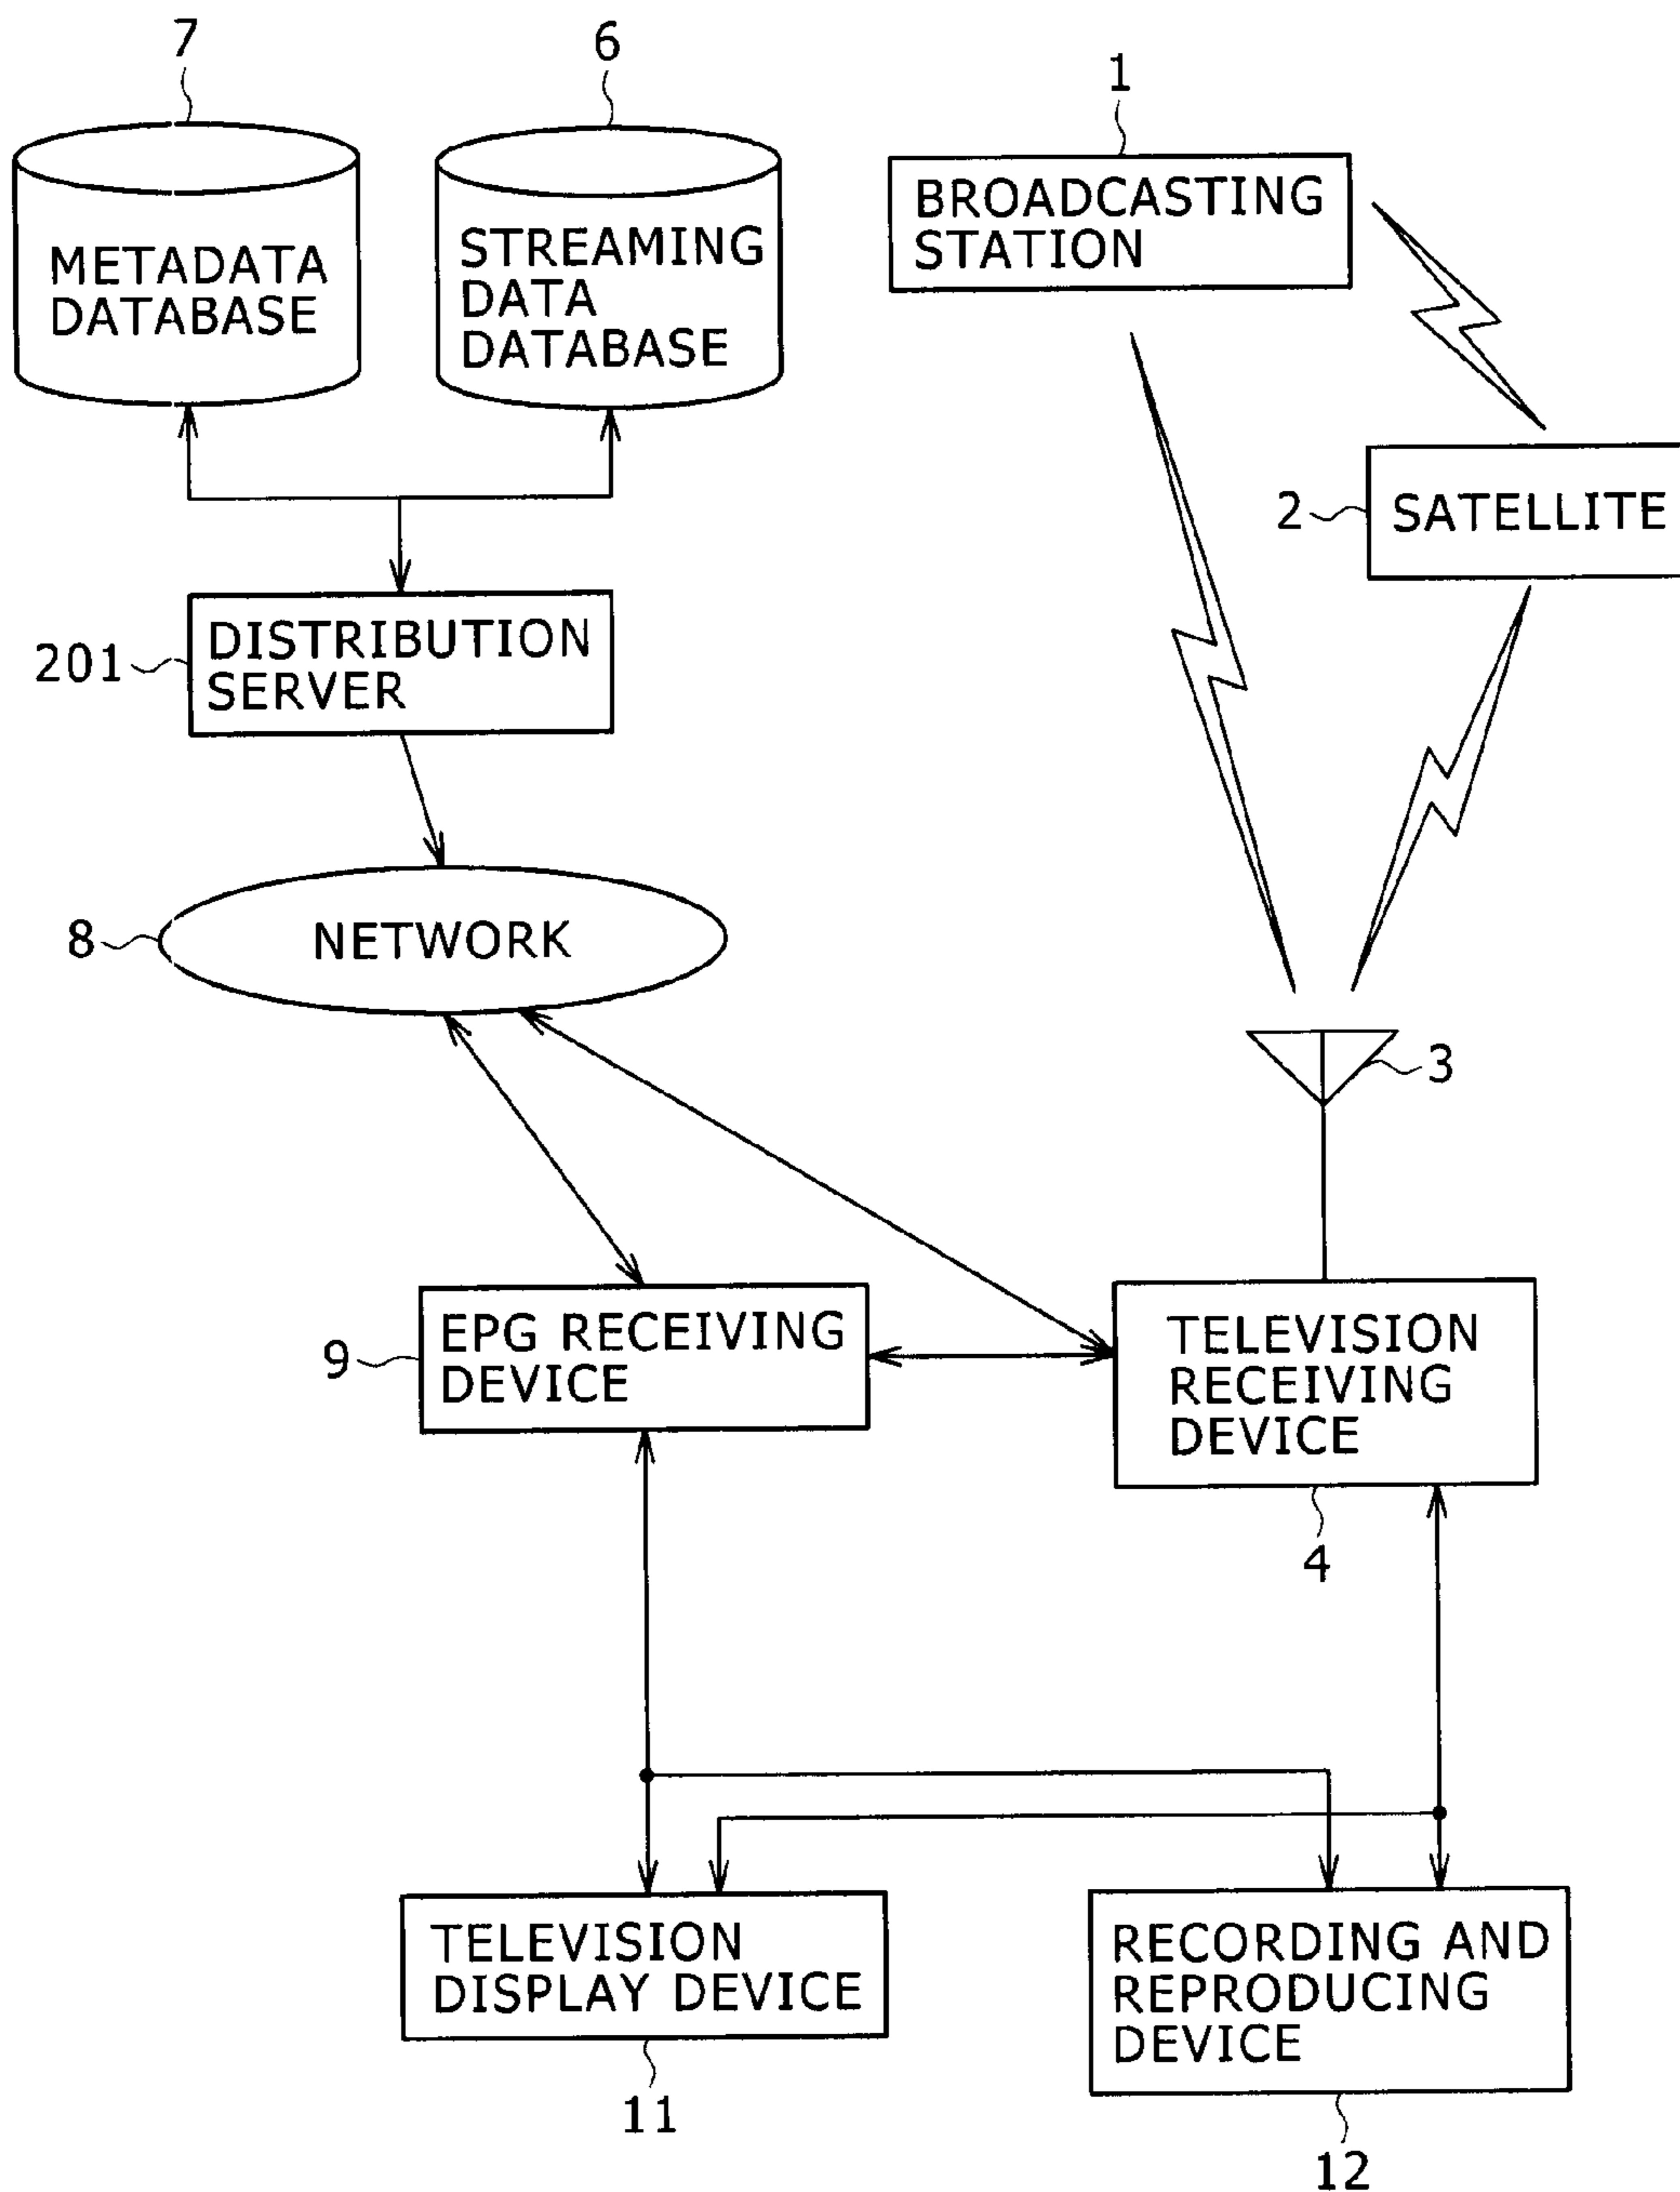 7
6
1
METADATA
DATABASE
STREAMING
DATA
DATABASE
BROADCASTING
STATION
2
SATELLITE
201
DISTRIBUTION
SERVER
8
NETWORK
3
9
EPG RECEIVING
DEVICE
TELEVISION
RECEIVING
DEVICE
4
TELEVISION
DISPLAY DEVICE
11
RECORDING AND
REPRODUCING
DEVICE
12